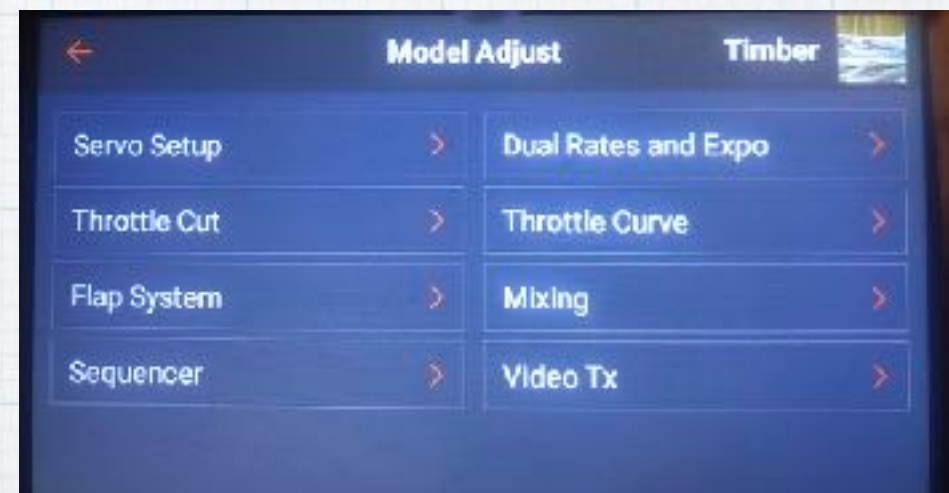 Model Adjust Timber
Servo Setup
Dual Rates and Expo
Throttle Cut
Throttle Curve
Flap System
Mixing
Sequencer
Video Tx